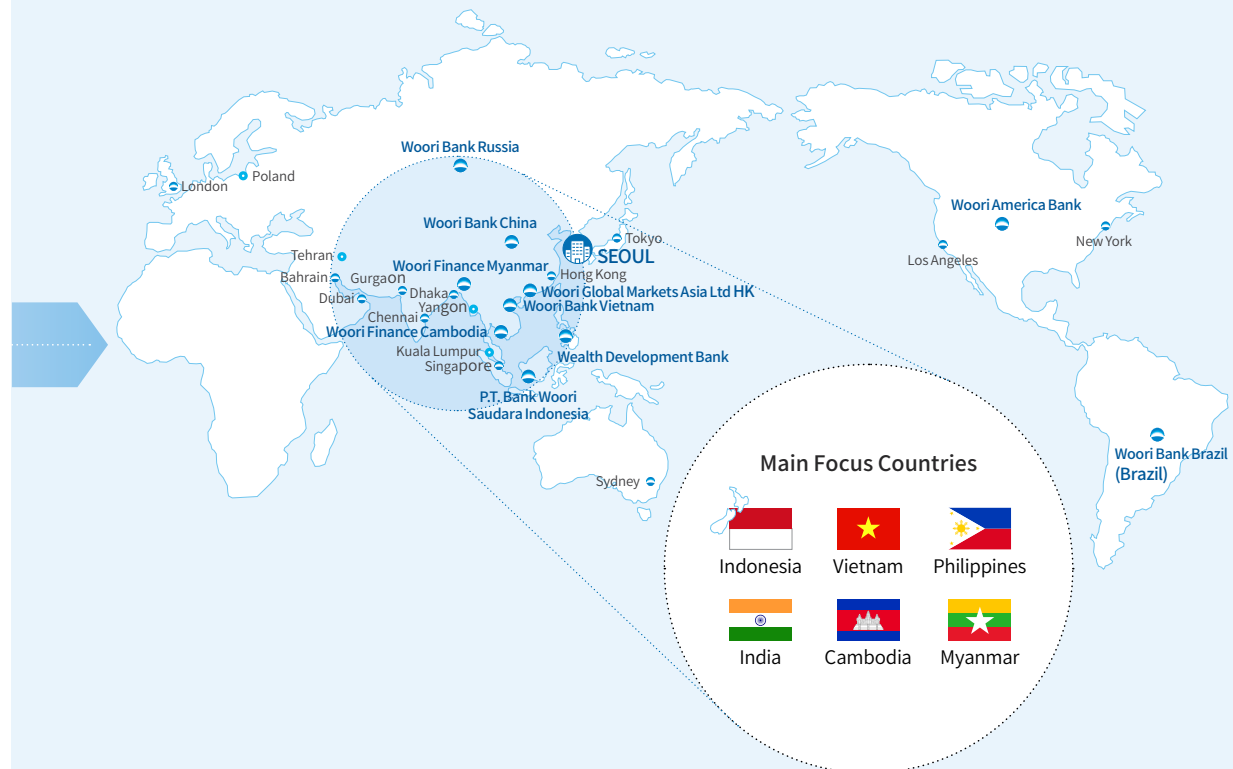 Woori Bank Russia
Poland
London
Woori America Bank
Woori Bank China
New York
Tokyo
SEOUL
Los Angeles
Tehran
Woori Finance Myanmar
Bahrain
Gurgaon
Hong Kong
Dubai
Dhaka
Woori Global Markets Asia Ltd HK
Yangon
Woori Bank Vietnam
Chennai
Woori Finance Cambodia
Kuala Lumpur
Wealth Development Bank
Singapore
P.T. Bank Woori
Saudara Indonesia
Woori Bank Brazil
(Brazil)
Sydney
Main Focus Countries
Indonesia
Vietnam
Philippines
India
Cambodia
Myanmar